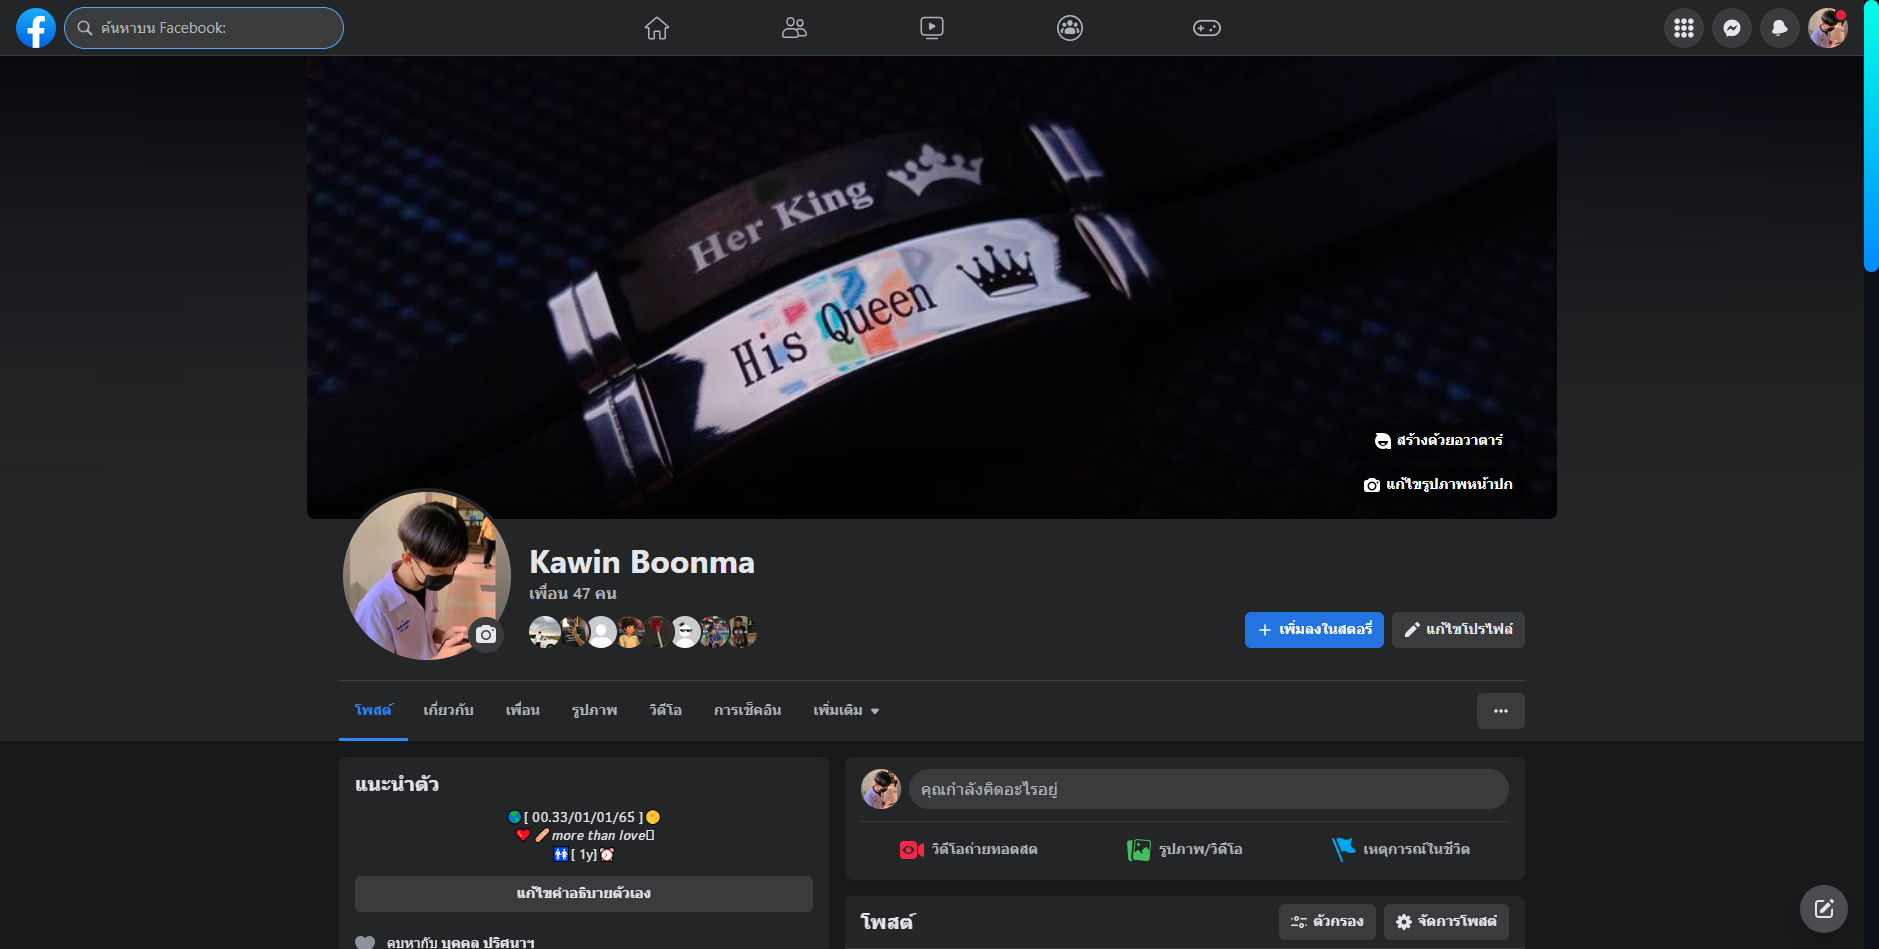 ค้นหาบน Facebook:
Her King
His Queen
สร้างด้วยอวาตาร์
แก้ไขรูปภาพหน้าปก
Kawin Boonma
เพื่อน 47 คน
เพิ่มลงในสตอรี่
แก้ไขโปรไฟล์
โพสต์ เกี่ยวกับ เพื่อน รูปภาพ วิดีโอ การเช็คอิน เพิ่มเติม
แนะนำตัว
🌏[ 00.33/01/01/65 ]🌕
more than love
[ 1y]⏰
แก้ไขคำอธิบายตัวเอง
คบหากับ บุคคล ปริศนาฯ
คุณกำลังคิดอะไรอยู่
วิดีโอถ่ายทอดสด รูปภาพ/วิดีโอ เหตุการณ์ในชีวิต
โพสต์
ตัวกรอง
จัดการโพสต์